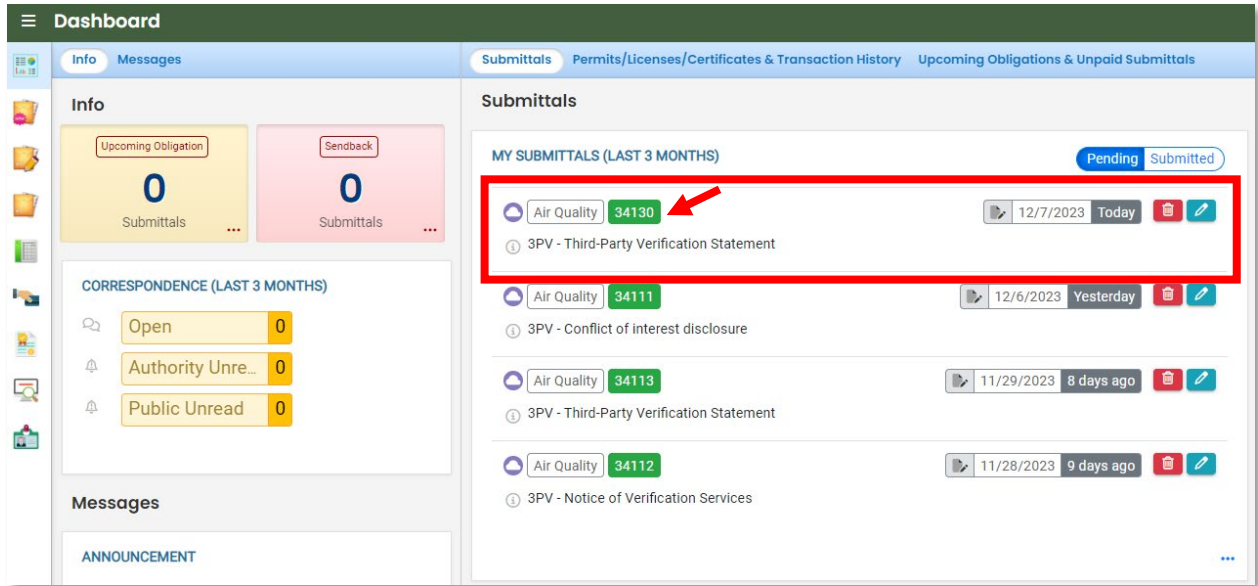 Dashboard
Info Messages
Info
Upcoming Obligation
0
Submittals
...
Sendback
0
Submittals
...
CORRESPONDENCE (LAST 3 MONTHS)
Open 0
Authority Unre... 0
Public Unread 0
Messages
ANNOUNCEMENT
Submittals Permits/Licenses/Certificates & Transaction History Upcoming Obligations & Unpaid Submittals
Submittals
MY SUBMITTALS (LAST 3 MONTHS) Pending Submitted
Air Quality 34130 12/7/2023 Today
3PV - Third-Party Verification Statement
Air Quality 34111 12/6/2023 Yesterday
3PV - Conflict of interest disclosure
Air Quality 34113 11/29/2023 8 days ago
3PV - Third-Party Verification Statement
Air Quality 34112 11/28/2023 9 days ago
3PV - Notice of Verification Services
...